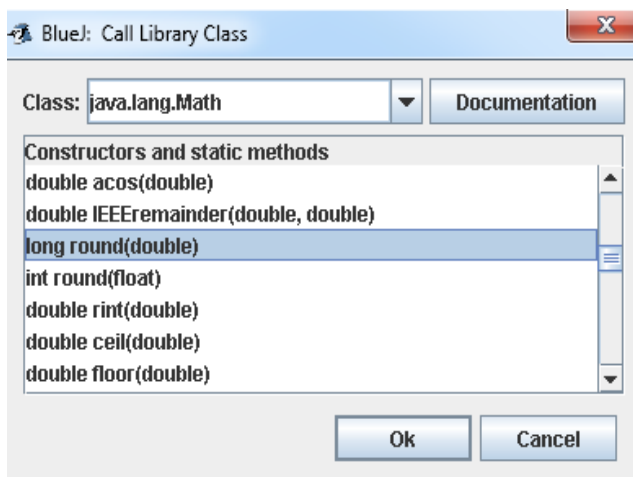 BlueJ: Call Library Class
Class: java.lang.Math Documentation
Constructors and static methods
double acos(double)
double IEEEremainder(double, double)
long round(double)
int round(float)
double rint(double)
double ceil(double)
double floor(double)
Ok Cancel